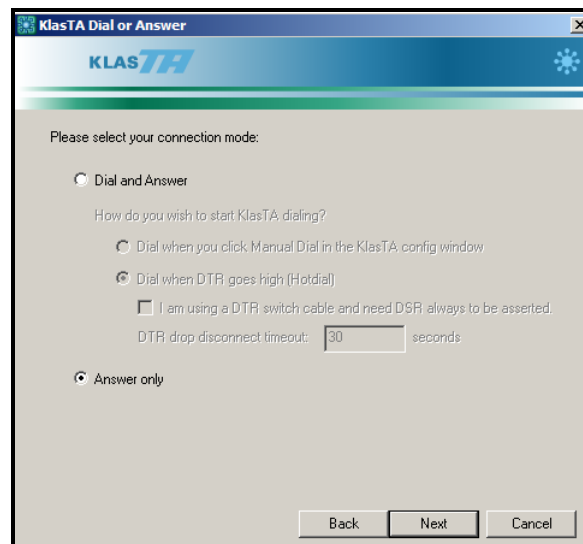 KlasTA Dial or Answer
KLAS TA
Please select your connection mode:
Dial and Answer
How do you wish to start KlasTA dialing?
Dial when you click Manual Dial in the KlasTA config window
Dial when DTR goes high (Hotdial)
I am using a DTR switch cable and need DSR always to be asserted.
DTR drop disconnect timeout: 30 seconds
Answer only
Back Next Cancel